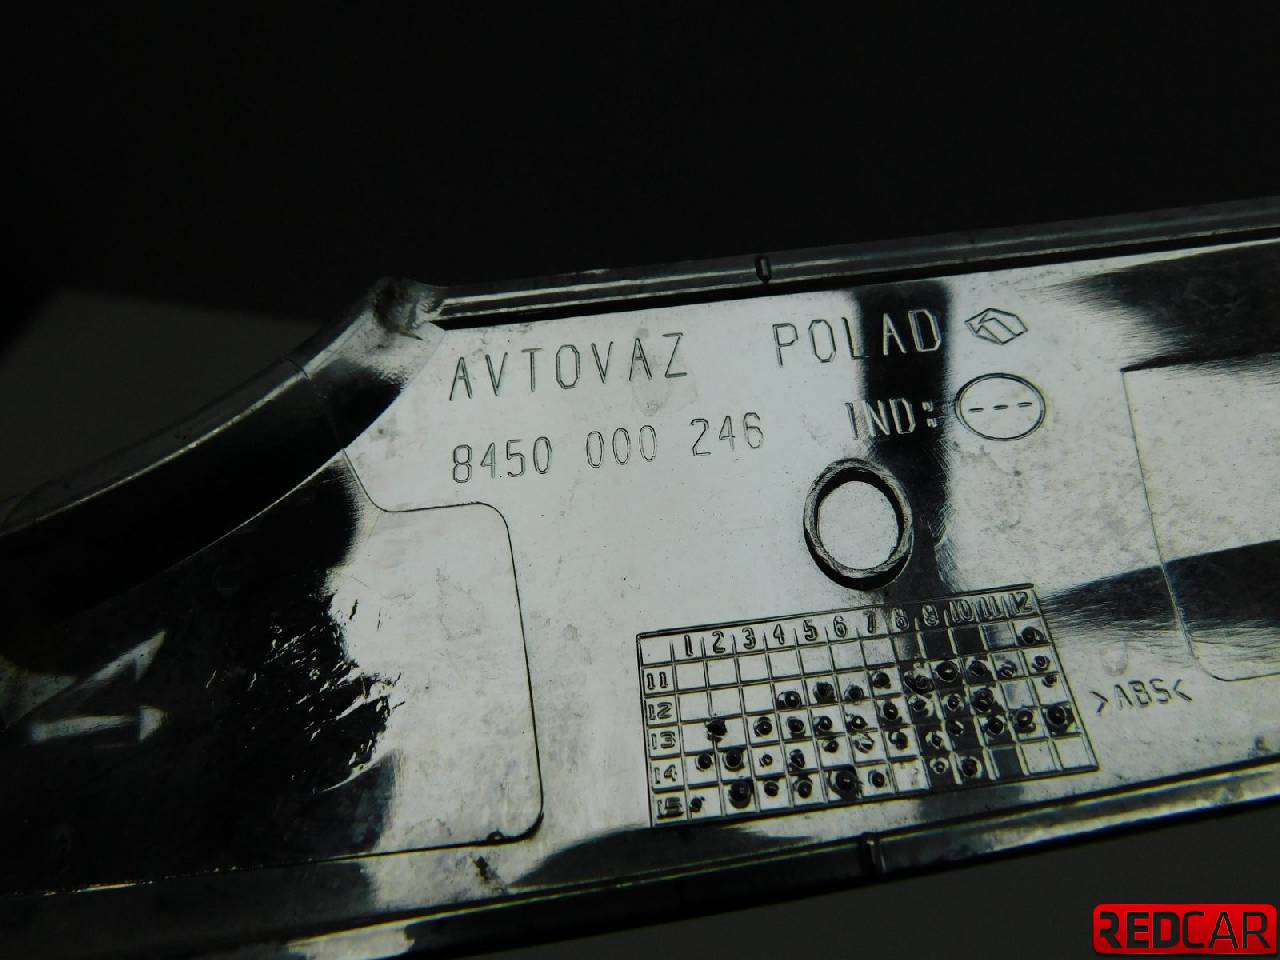 AVTOVAZ POLAD
8450 000 246 IND: ---
1 2 3 4 5 6 7 8 9 10 11 12
11
12
13
14
15
>ABS<
REDCAR